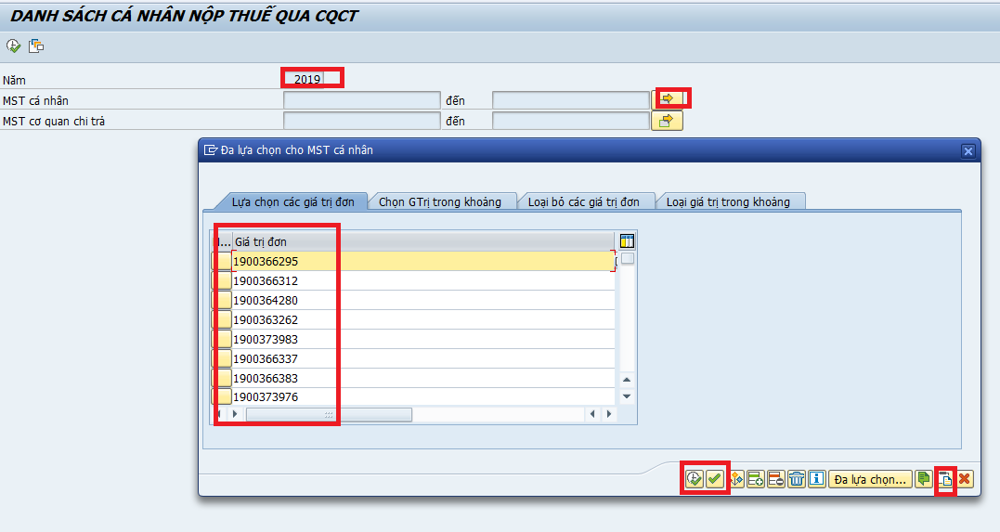 DANH SÁCH CÁ NHÂN NỘP THUẾ QUA CQCT
Năm 2019
MST cá nhân đến
MST cơ quan chi trả đến
Đa lựa chọn cho MST cá nhân
Lựa chọn các giá trị đơn Chọn GTrị trong khoảng Loại bỏ các giá trị đơn Loại giá trị trong khoảng
Giá trị đơn
1900366295
1900366312
1900364280
1900363262
1900373983
1900366337
1900366383
1900373976
Đa lựa chọn...